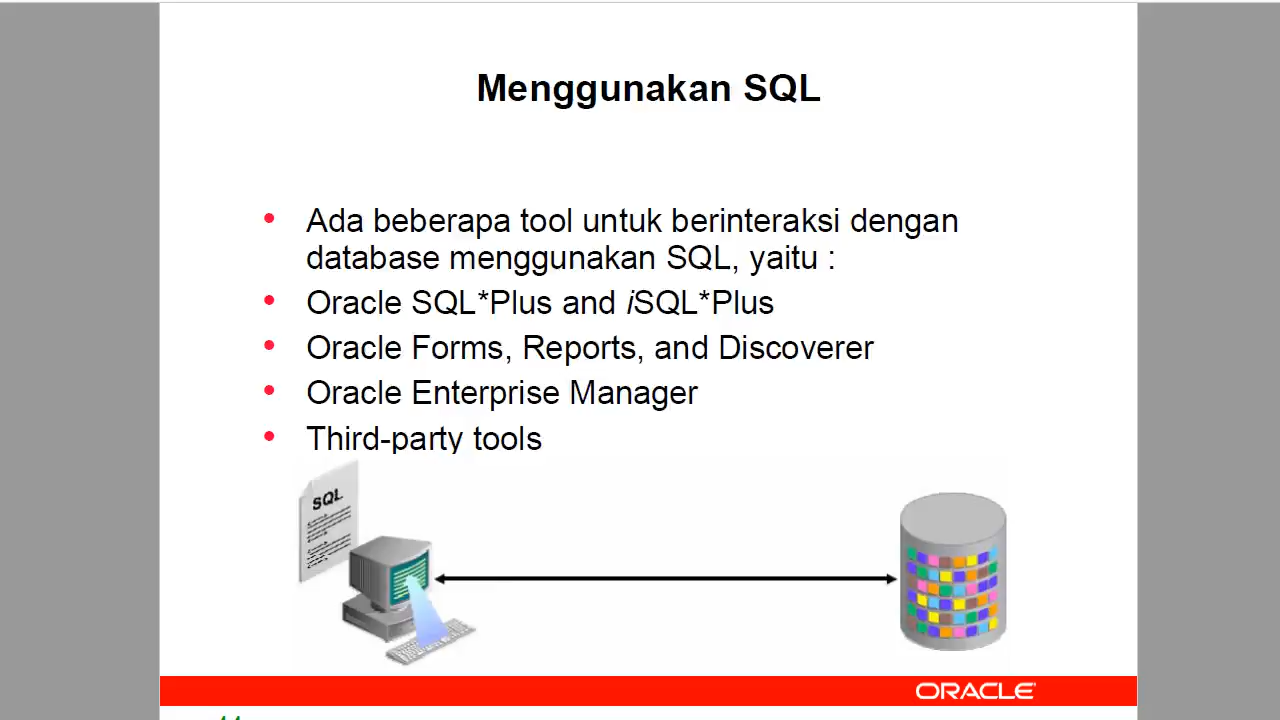 Menggunakan SQL
Ada beberapa tool untuk berinteraksi dengan
database menggunakan SQL, yaitu :
Oracle SQL*Plus and iSQL*Plus
Oracle Forms, Reports, and Discoverer
Oracle Enterprise Manager
Third-party tools
SQL
ORACLE